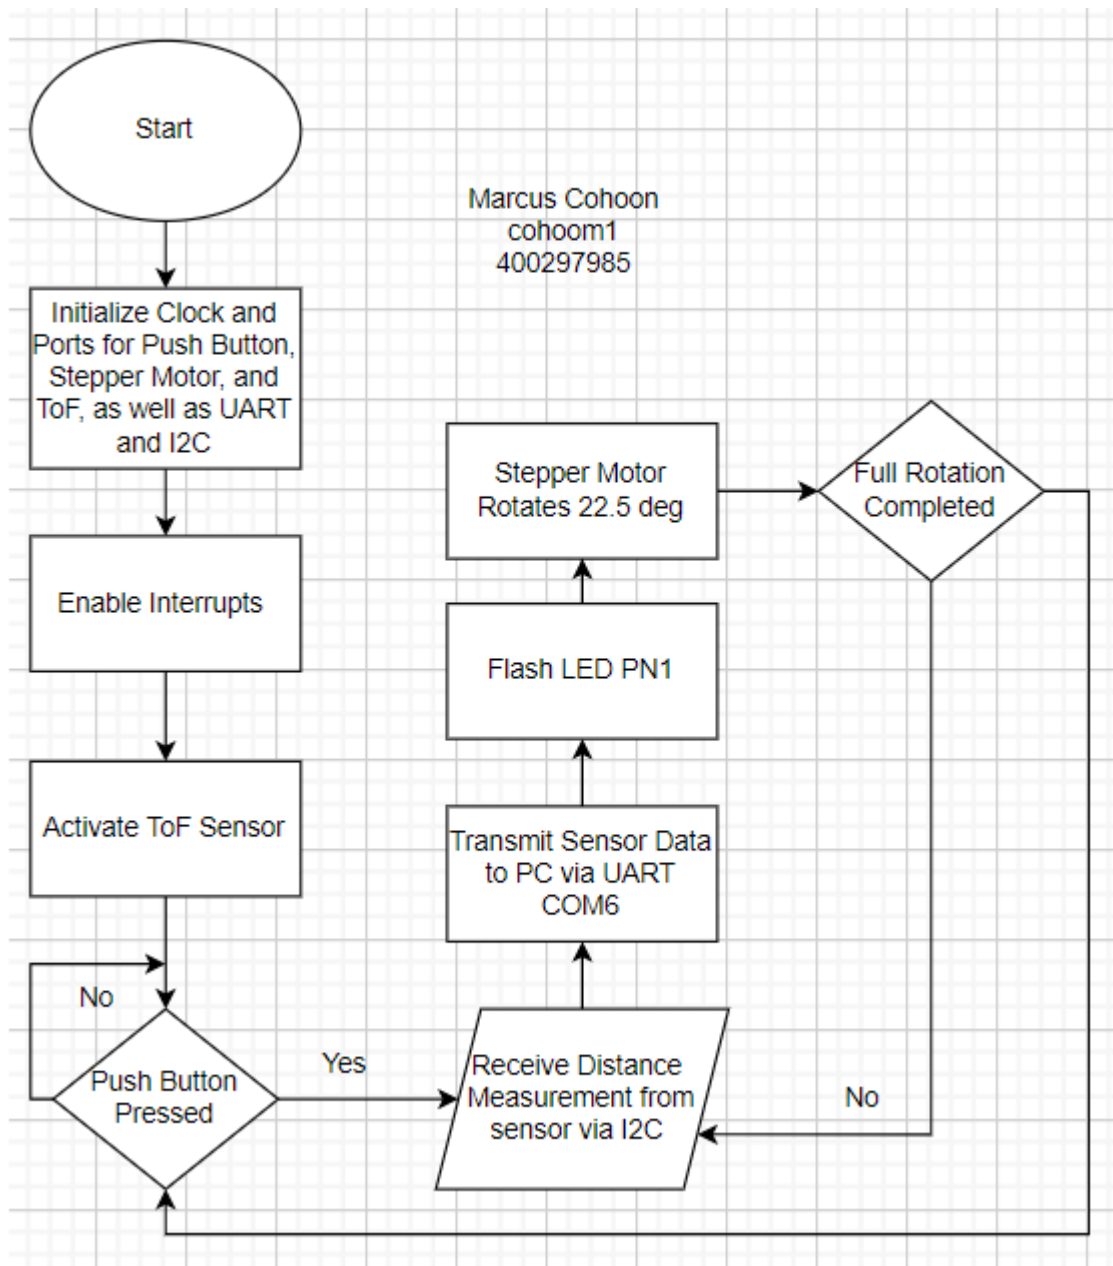 Start
Marcus Cohoon
cohoom1
400297985
Initialize Clock and
Ports for Push Button,
Stepper Motor, and
ToF, as well as UART
and I2C
Enable Interrupts
Activate ToF Sensor
No
Push Button
Pressed
Yes
Receive Distance
Measurement from
sensor via I2C
Transmit Sensor Data
to PC via UART
COM6
Flash LED PN1
Stepper Motor
Rotates 22.5 deg
Full Rotation
Completed
No